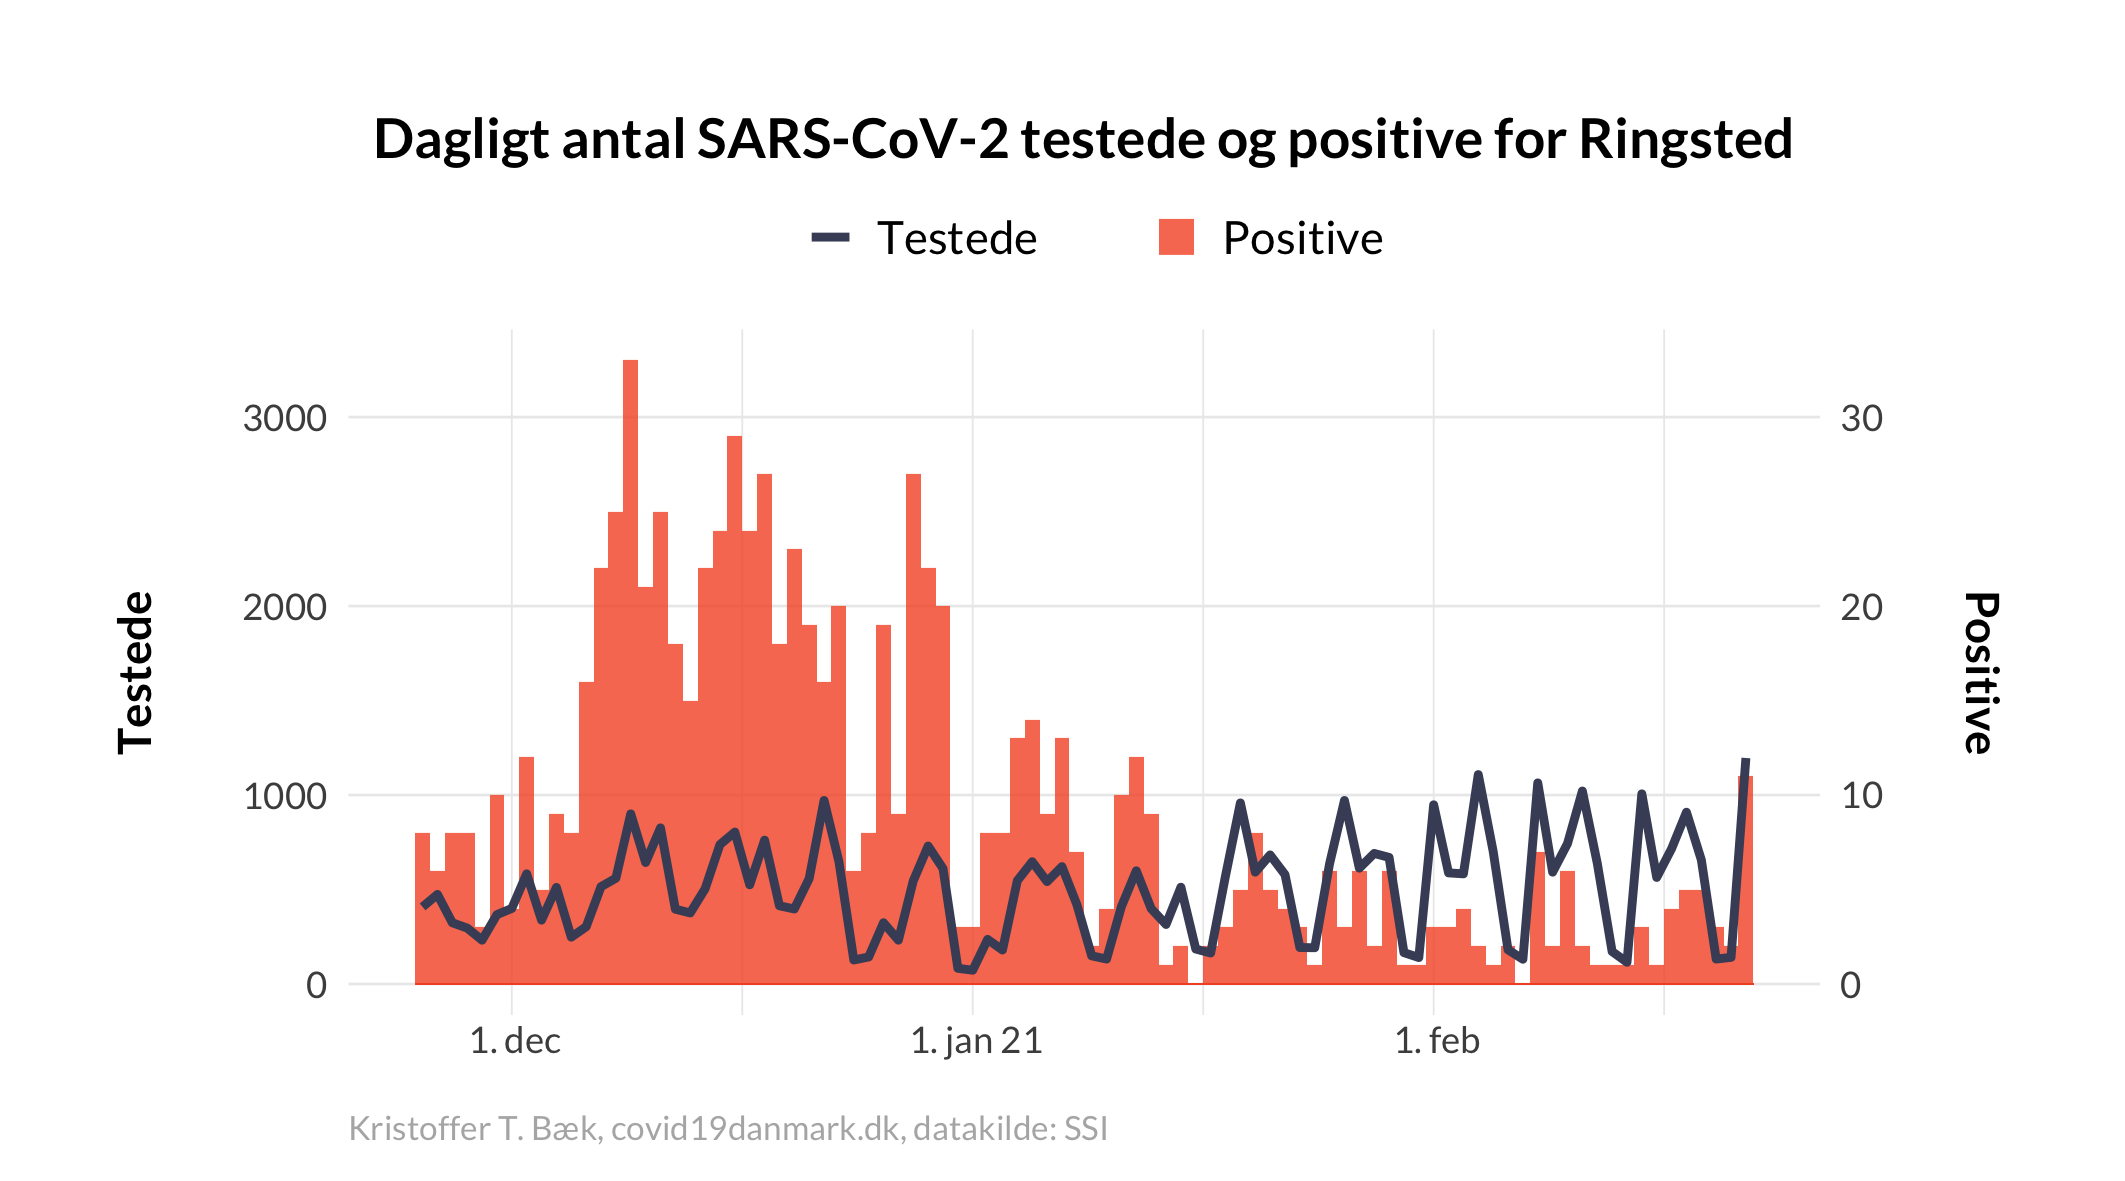 Dagligt antal SARS-CoV-2 testede og positive for Ringsted
Testede
Positive
3000
2000
1000
0
30
20
10
0
Testede
Positive
1. dec
1. jan 21
1. feb
Kristoffer T. Bæk, covid19danmark.dk, datakilde: SSI